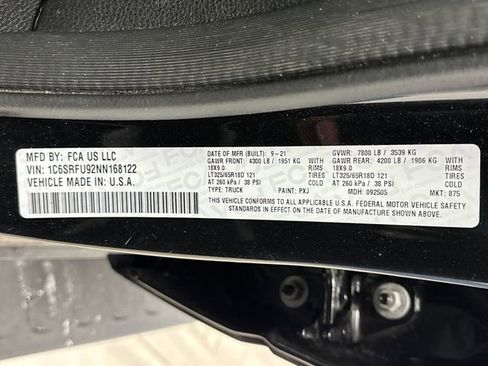 MFD BY: FCA US LLC
VIN: 1C6SRFU92NN168122
VEHICLE MADE IN: U.S.A.
DATE OF MFR (BUILT): 9-21 GVWR: 7800 LB / 3539 KG
GAWR FRONT: 4300 LB / 1951 KG WITH GAWR REAR: 4200 LB / 1906 KG WITH
18X9.0 RIMS 18X9.0 RIMS
LT325/65R18D 121 TIRES LT325/65R18D 121 TIRES
AT 260 kPa / 38 PSI COLD AT 260 kPa / 38 PSI COLD
TYPE: TRUCK PAINT: PXJ MDH: 092505 MKT: 875
THIS VEHICLE CONFORMS TO ALL APPLICABLE U.S.A. FEDERAL MOTOR VEHICLE SAFETY
STANDARDS IN EFFECT ON THE DATE OF MANUFACTURE SHOWN ABOVE.